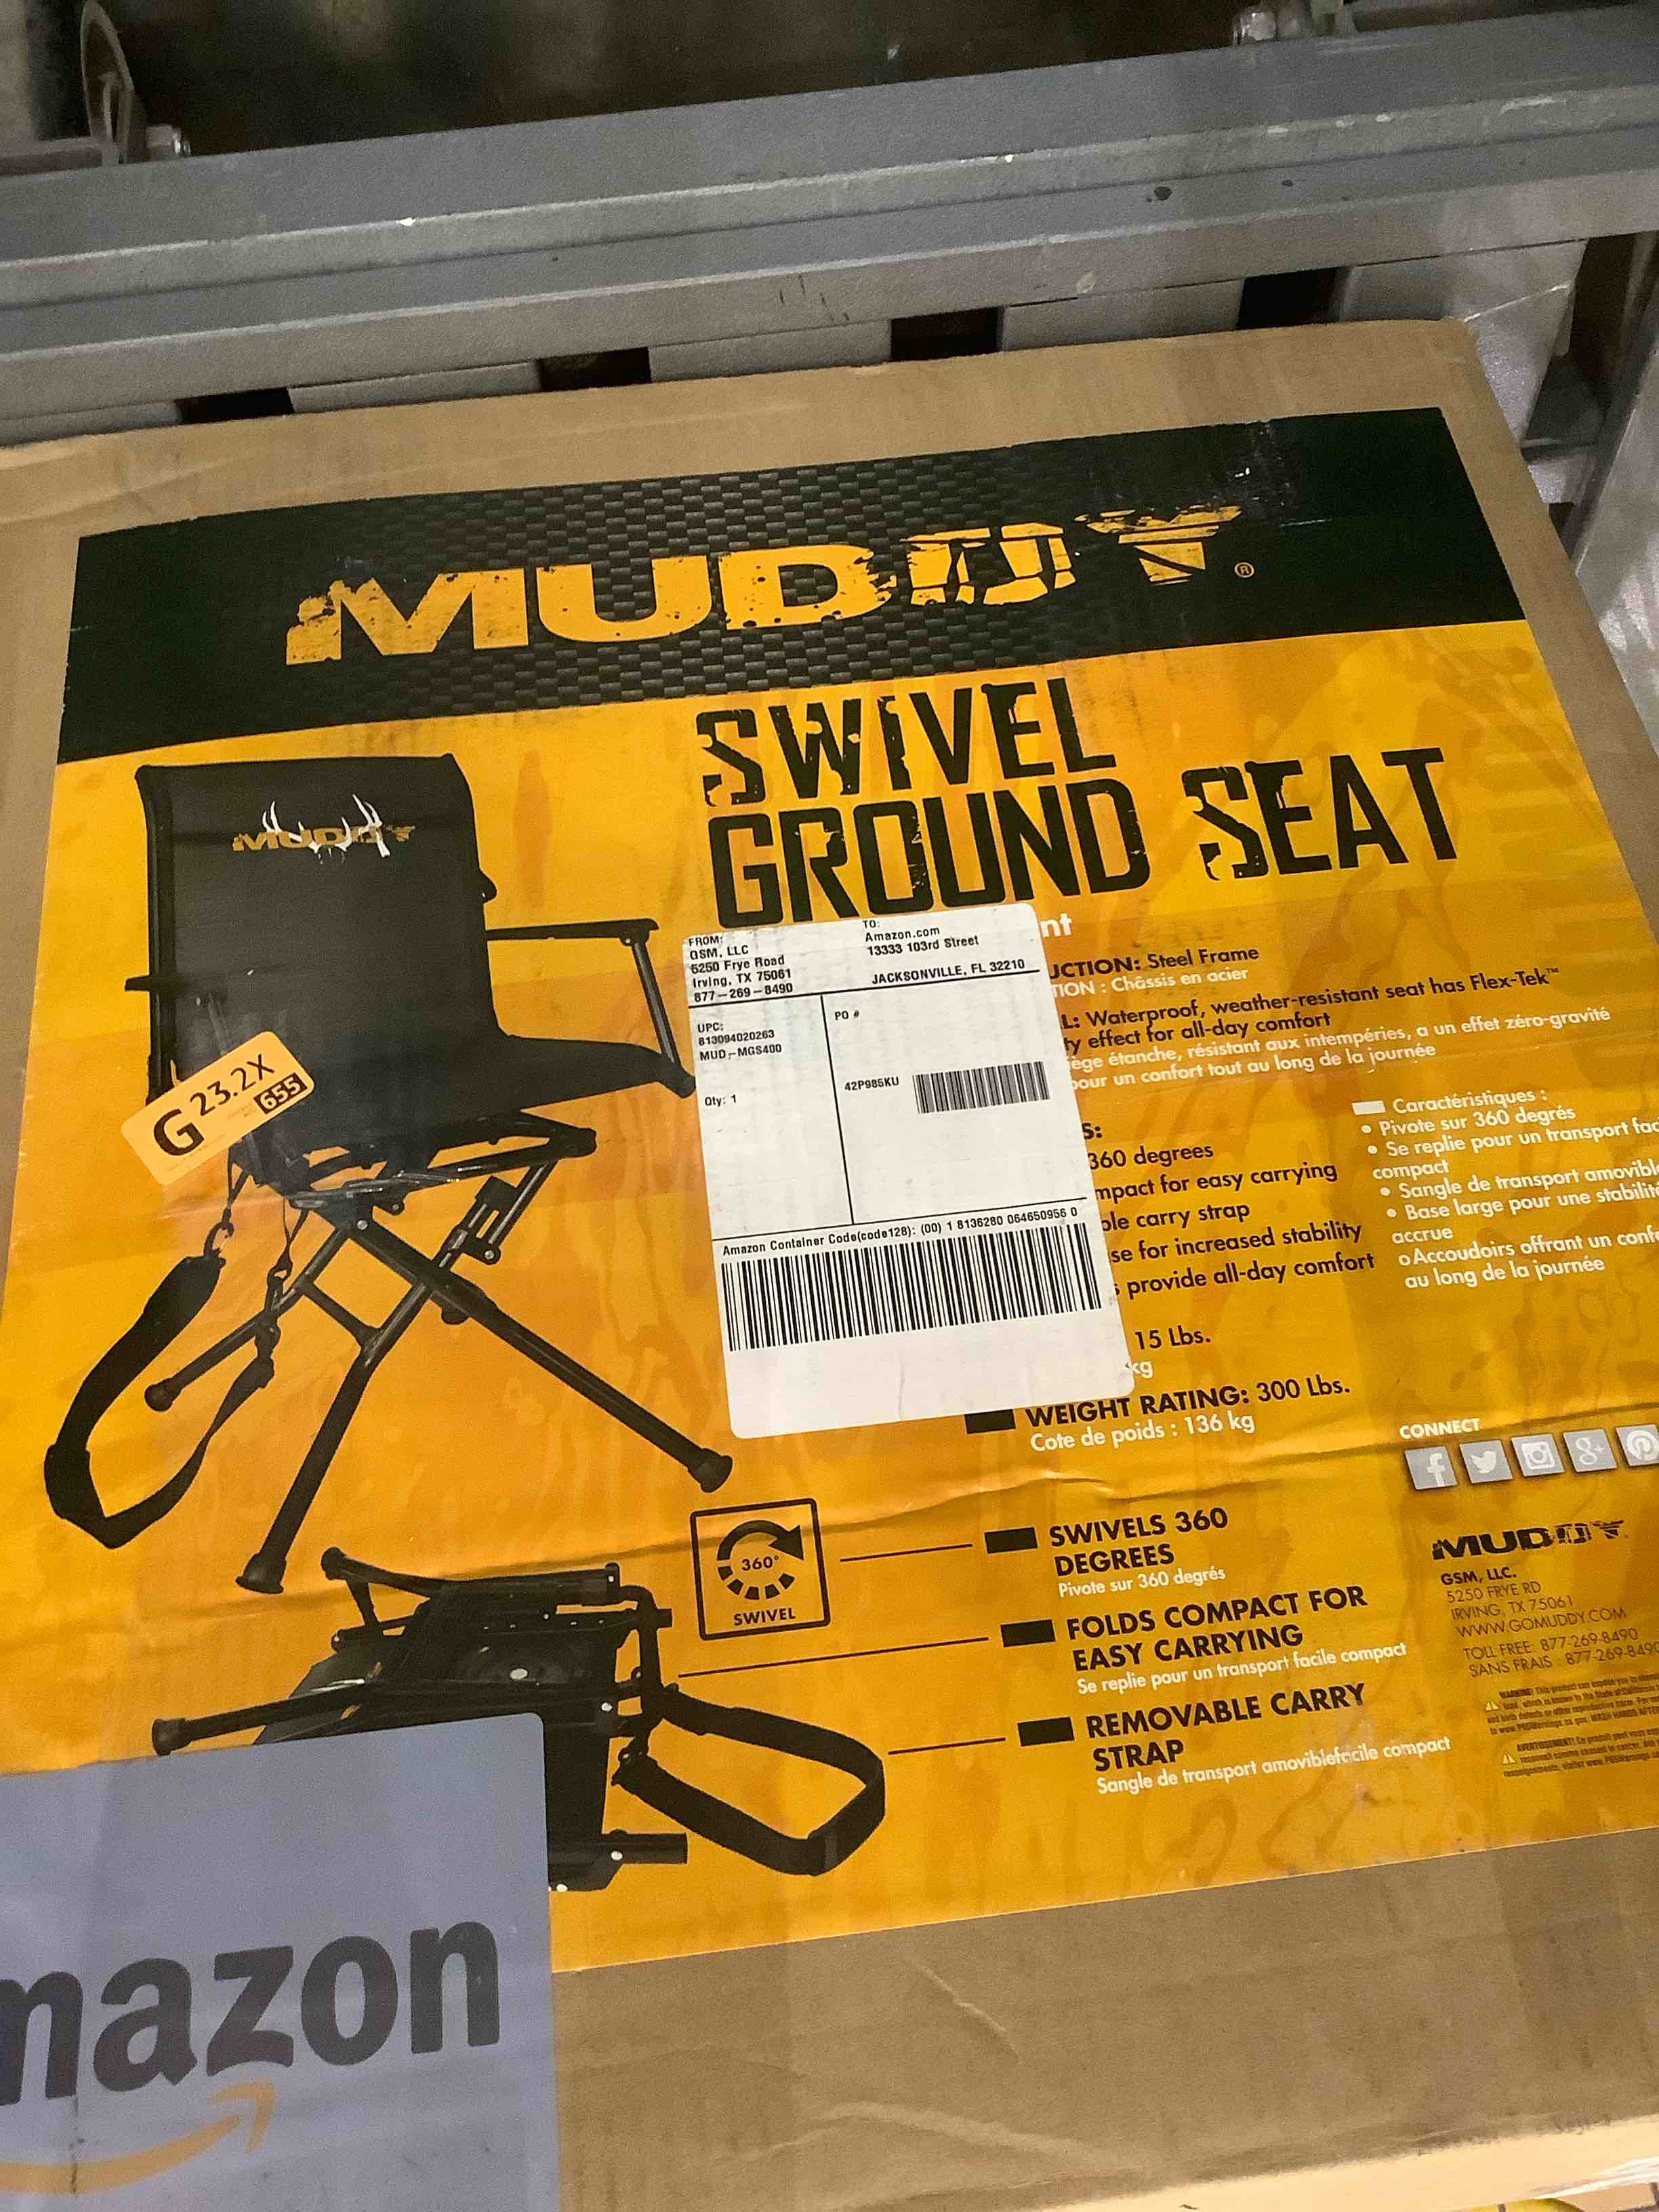 MUDDY®
SWIVEL
GROUND SEAT
MUDDY
G 23.2X
655
FROM:
GSM, LLC
5250 Frye Road
Irving, TX 75061
877-269-8490
TO:
Amazon.com
13333 103rd Street
JACKSONVILLE, FL 32210
UPC:
813094020263
MUD-MGS400
Qty: 1
PO #
42P985KU
Amazon Container Code(code128): (00) 1 8136280 064650956 0
nt
UCTION: Steel Frame
TION : Châssis en acier
L: Waterproof, weather-resistant seat has Flex-Tek™
ty effect for all-day comfort
iège étanche, résistant aux intempéries, a un effet zéro-gravité
pour un confort tout au long de la journée
S:
360 degrees
mpact for easy carrying
ble carry strap
se for increased stability
s provide all-day comfort
Caractéristiques :
• Pivote sur 360 degrés
• Se replie pour un transport fac
compact
• Sangle de transport amovible
• Base large pour une stabilité
accrue
o Accoudoirs offrant un confo
au long de la journée
15 Lbs.
kg
WEIGHT RATING: 300 Lbs.
Cote de poids : 136 kg
CONNECT
360°
SWIVEL
SWIVELS 360
DEGREES
Pivote sur 360 degrés
FOLDS COMPACT FOR
EASY CARRYING
Se replie pour un transport facile compact
REMOVABLE CARRY
STRAP
Sangle de transport amoviblefacile compact
MUDDY
GSM, LLC.
5250 FRYE RD
IRVING, TX 75061
WWW.GOMUDDY.COM
TOLL FREE: 877-269-8490
SANS FRAIS : 877-269-8490
mazon